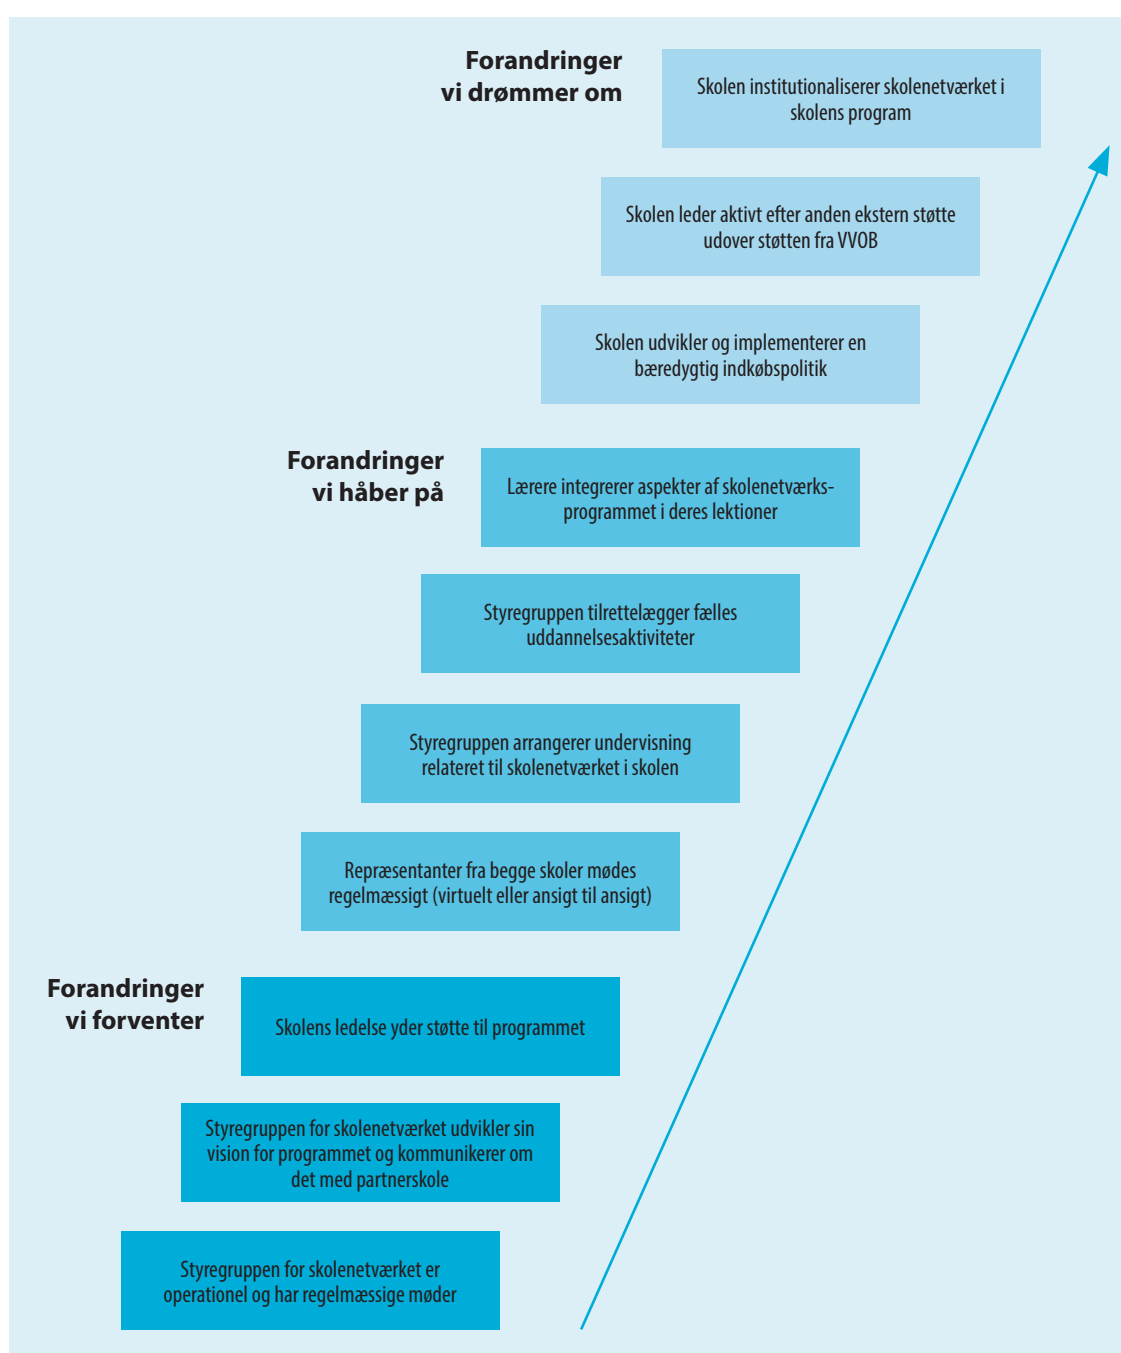 Forandringer
vi drømmer om
Skolen institutionaliserer skolenetværket i
skolens program
Skolen leder aktivt efter anden ekstern støtte
udover støtten fra VVOB
Skolen udvikler og implementerer en
bæredygtig indkøbspolitik
Forandringer
vi håber på
Lærere integrerer aspekter af skolenetværks-
programmet i deres lektioner
Styregruppen tilrettelægger fælles
uddannelsesaktiviteter
Styregruppen arrangerer undervisning
relateret til skolenetværket i skolen
Repræsentanter fra begge skoler mødes
regelmæssigt (virtuelt eller ansigt til ansigt)
Forandringer
vi forventer
Skolens ledelse yder støtte til programmet
Styregruppen for skolenetværket udvikler sin
vision for programmet og kommunikerer om
det med partnerskole
Styregruppen for skolenetværket er
operationel og har regelmæssige møder